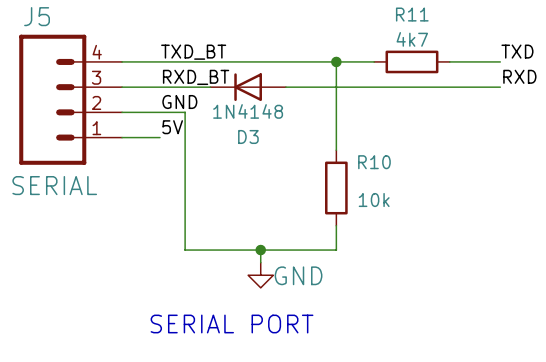 J5
R11
4k7
4 TXD_BT TXD
3 RXD_BT RXD
2 GND
1 5V
1N4148
D3
R10
10k
SERIAL
GND
SERIAL PORT